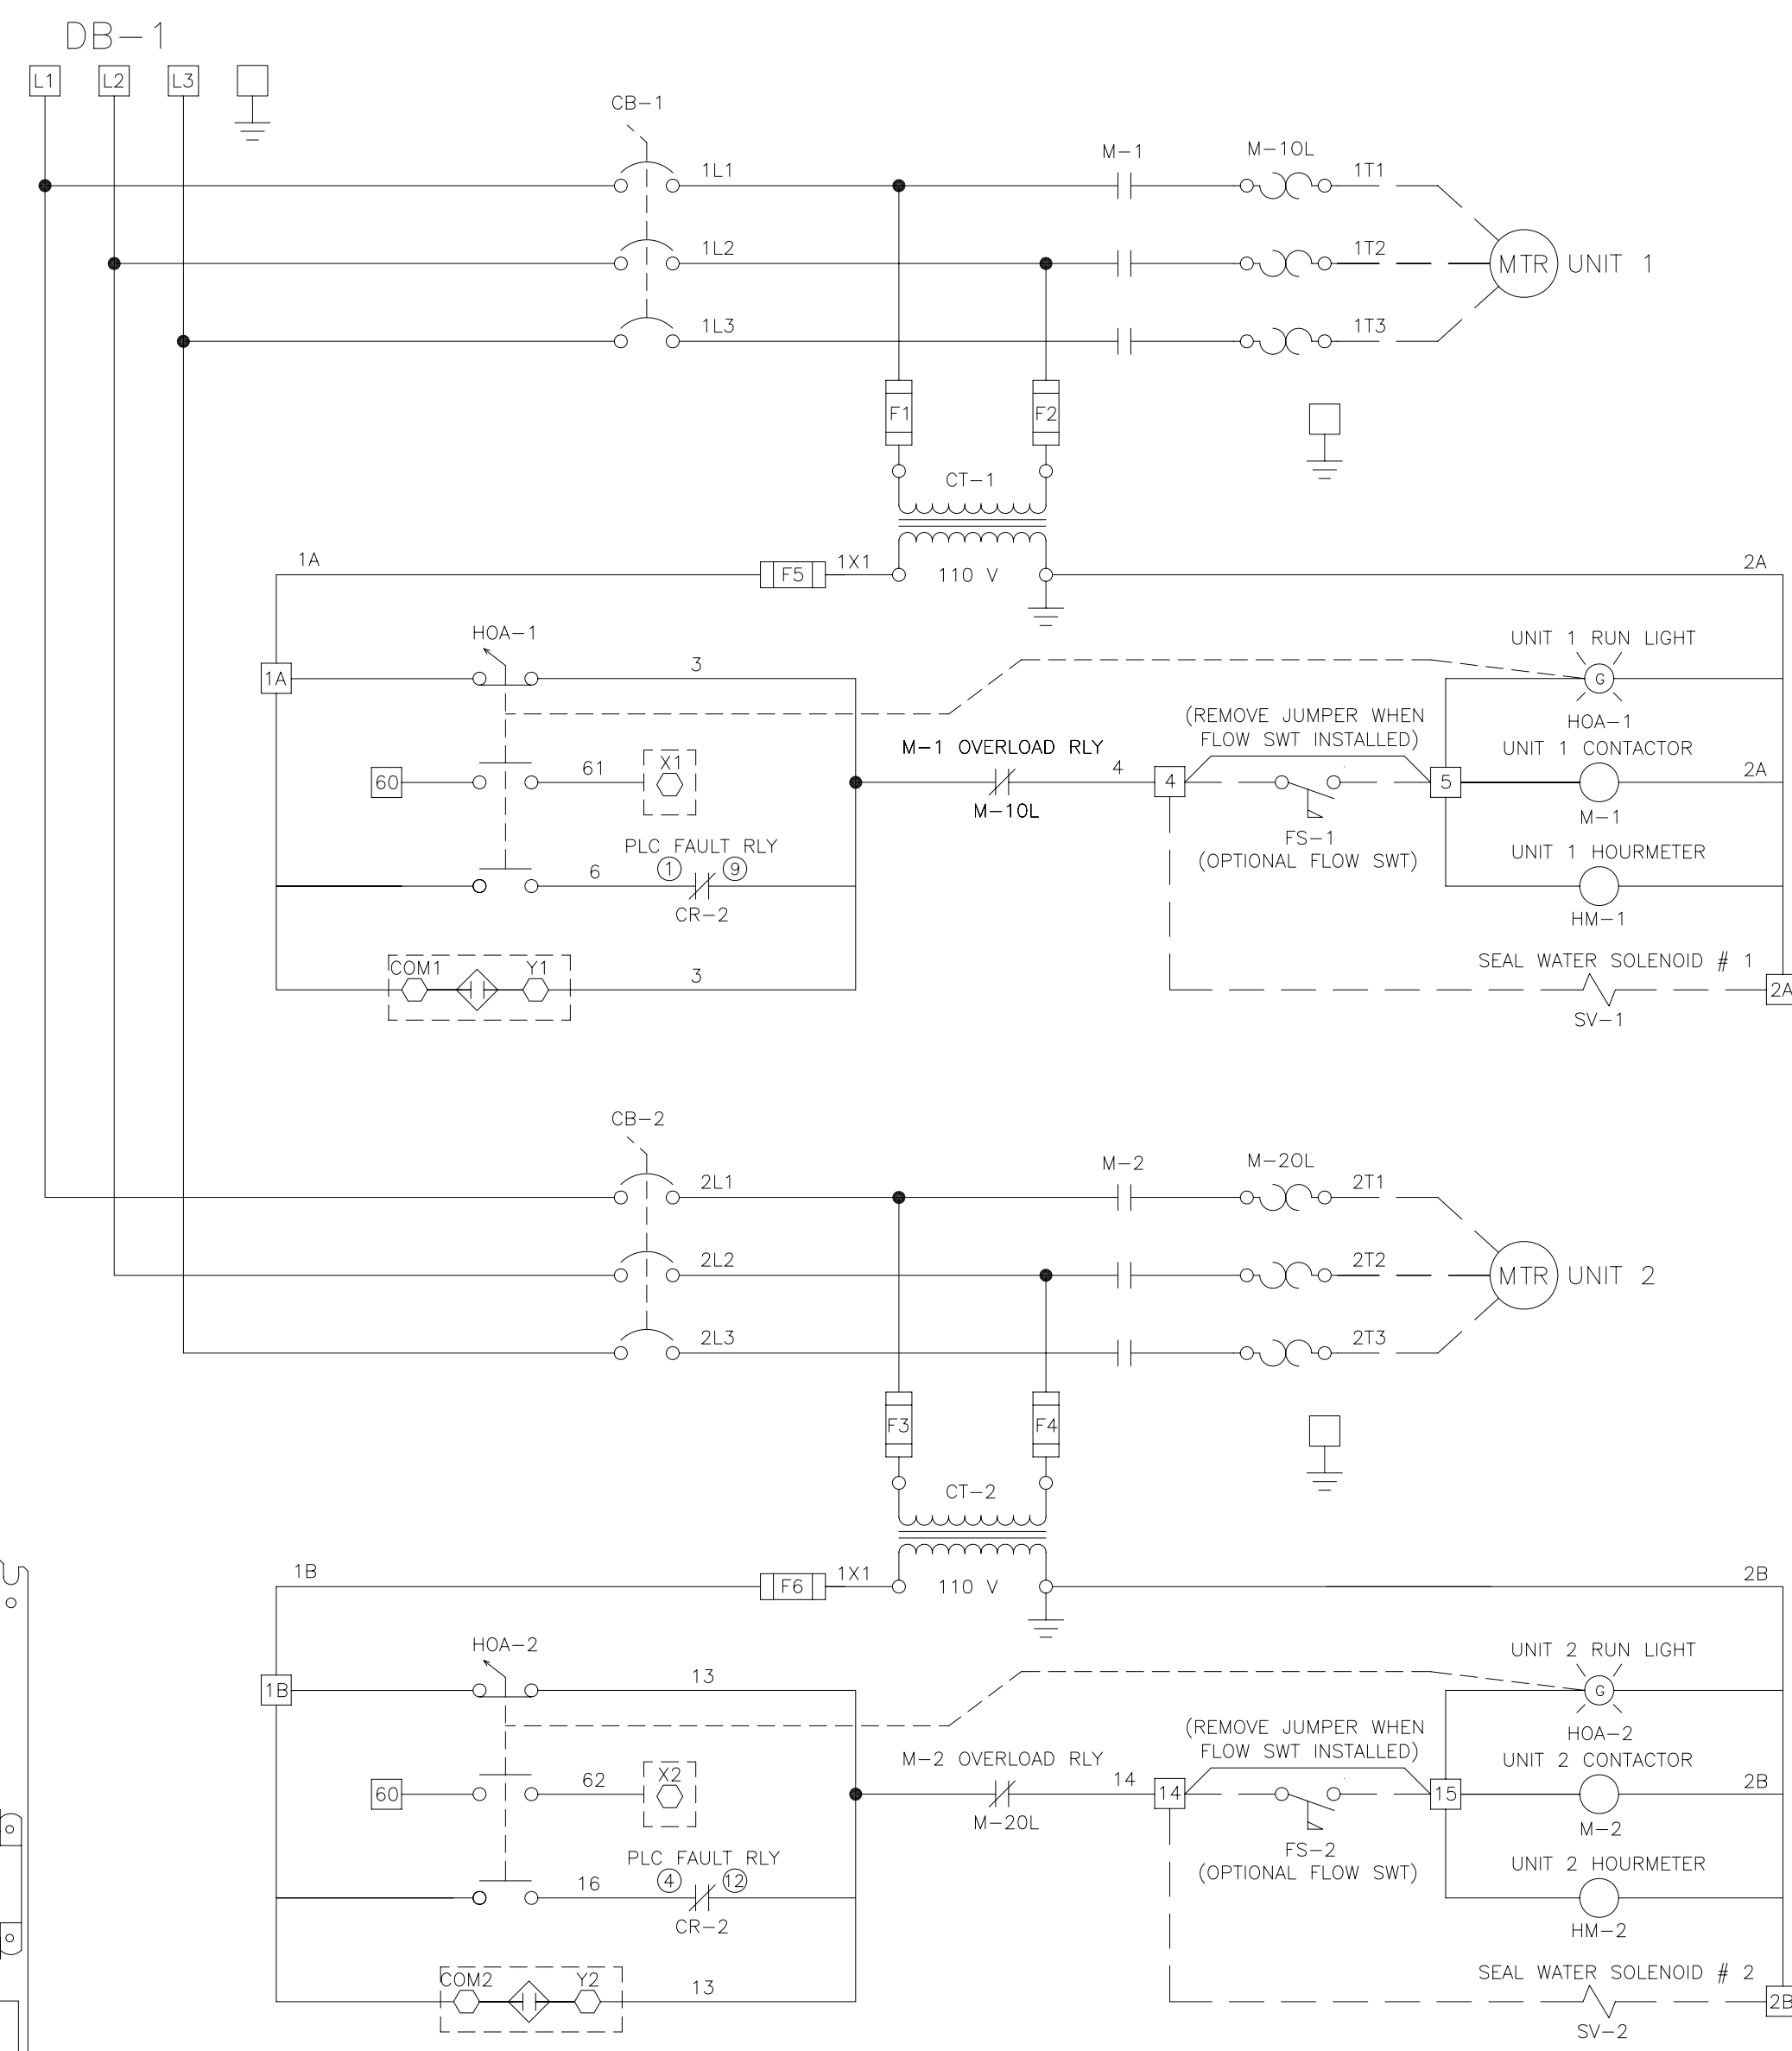 DB-1
L1 L2 L3
CB-1
1L1 M-1 M-1OL 1T1
1L2 1T2 MTR UNIT 1
1L3 1T3
F1 F2
CT-1
1A F5 1X1 110 V 2A
HOA-1 UNIT 1 RUN LIGHT
1A 3 G
HOA-1
(REMOVE JUMPER WHEN
FLOW SWT INSTALLED)
M-1 OVERLOAD RLY UNIT 1 CONTACTOR
60 61 X1 4 4 5 2A
M-1OL M-1
FS-1
(OPTIONAL FLOW SWT)
PLC FAULT RLY UNIT 1 HOURMETER
6 1 9
CR-2 HM-1
COM1 Y1 3 SEAL WATER SOLENOID # 1
2A
SV-1
CB-2
2L1 M-2 M-2OL 2T1
2L2 2T2 MTR UNIT 2
2L3 2T3
F3 F4
CT-2
1B F6 1X1 110 V 2B
HOA-2 UNIT 2 RUN LIGHT
1B 13 G
HOA-2
(REMOVE JUMPER WHEN
FLOW SWT INSTALLED)
M-2 OVERLOAD RLY UNIT 2 CONTACTOR
60 62 X2 14 14 15 2B
M-2OL M-2
FS-2
(OPTIONAL FLOW SWT)
PLC FAULT RLY UNIT 2 HOURMETER
16 4 12
CR-2 HM-2
COM2 Y2 13 SEAL WATER SOLENOID # 2
2B
SV-2